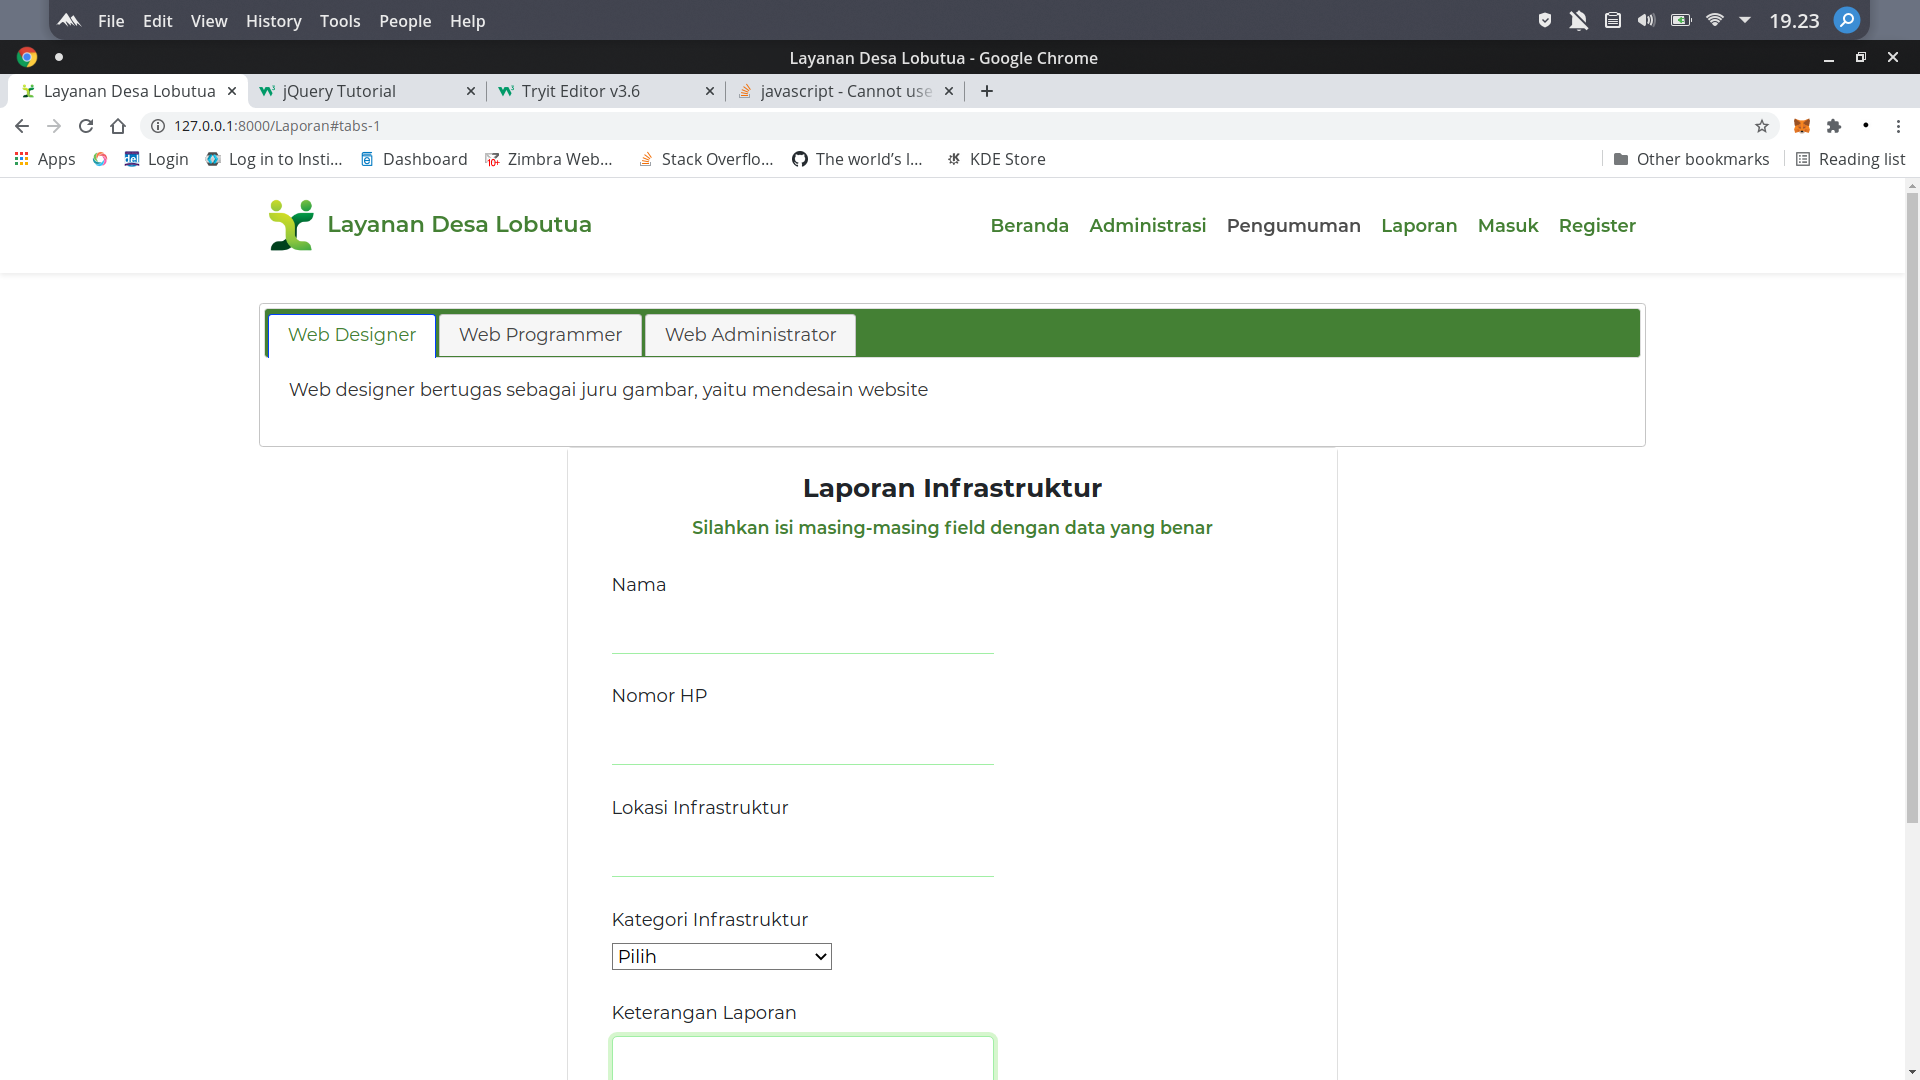 File Edit View History Tools People Help 19.23
Layanan Desa Lobutua - Google Chrome
Layanan Desa Lobutua jQuery Tutorial Tryit Editor v3.6 javascript - Cannot use
127.0.0.1:8000/Laporan#tabs-1
Apps Login Log in to Insti... Dashboard Zimbra Web... Stack Overflo... The world's l... KDE Store Other bookmarks Reading list
Layanan Desa Lobutua Beranda Administrasi Pengumuman Laporan Masuk Register
Web Designer Web Programmer Web Administrator
Web designer bertugas sebagai juru gambar, yaitu mendesain website
Laporan Infrastruktur
Silahkan isi masing-masing field dengan data yang benar
Nama
Nomor HP
Lokasi Infrastruktur
Kategori Infrastruktur
Pilih
Keterangan Laporan